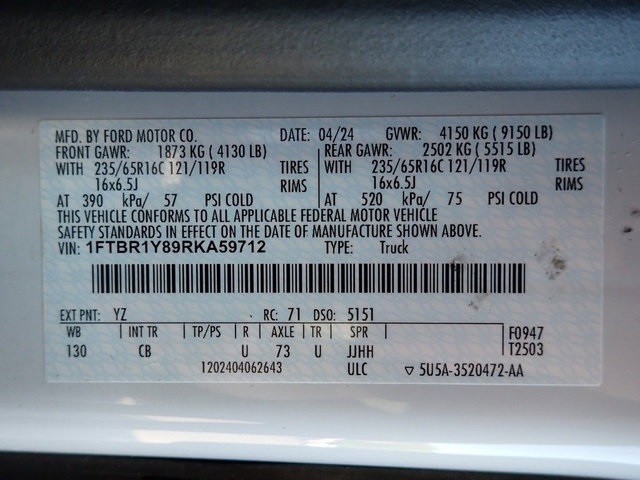 MFD. BY FORD MOTOR CO. DATE: 04/24 GVWR: 4150 KG ( 9150 LB)
FRONT GAWR: 1873 KG ( 4130 LB) REAR GAWR: 2502 KG ( 5515 LB)
WITH 235/65R16C 121/119R TIRES WITH 235/65R16C 121/119R TIRES
16x6.5J RIMS 16x6.5J RIMS
AT 390 kPa/ 57 PSI COLD AT 520 kPa/ 75 PSI COLD
THIS VEHICLE CONFORMS TO ALL APPLICABLE FEDERAL MOTOR VEHICLE
SAFETY STANDARDS IN EFFECT ON THE DATE OF MANUFACTURE SHOWN ABOVE.
VIN: 1FTBR1Y89RKA59712 TYPE: Truck
EXT PNT: YZ RC: 71 DSO: 5151
WB INT TR TP/PS R AXLE TR SPR F0947
130 CB U 73 U JJHH T2503
1202404062643 ULC ▽ 5U5A-3520472-AA